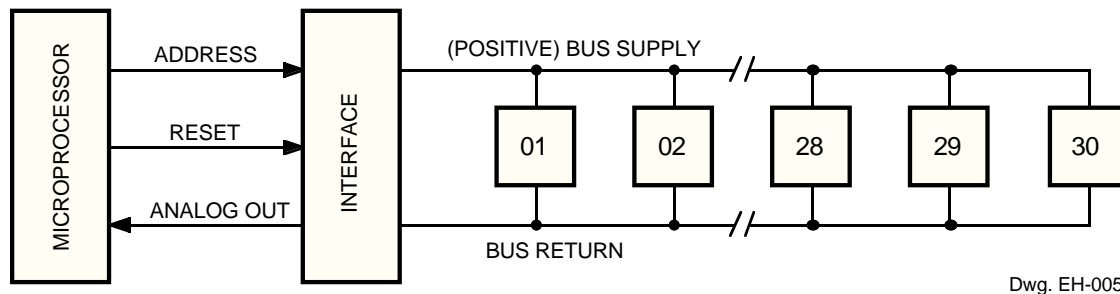 MICROPROCESSOR
ADDRESS
RESET
ANALOG OUT
INTERFACE
(POSITIVE) BUS SUPPLY
01
02
28
29
30
BUS RETURN
Dwg. EH-005